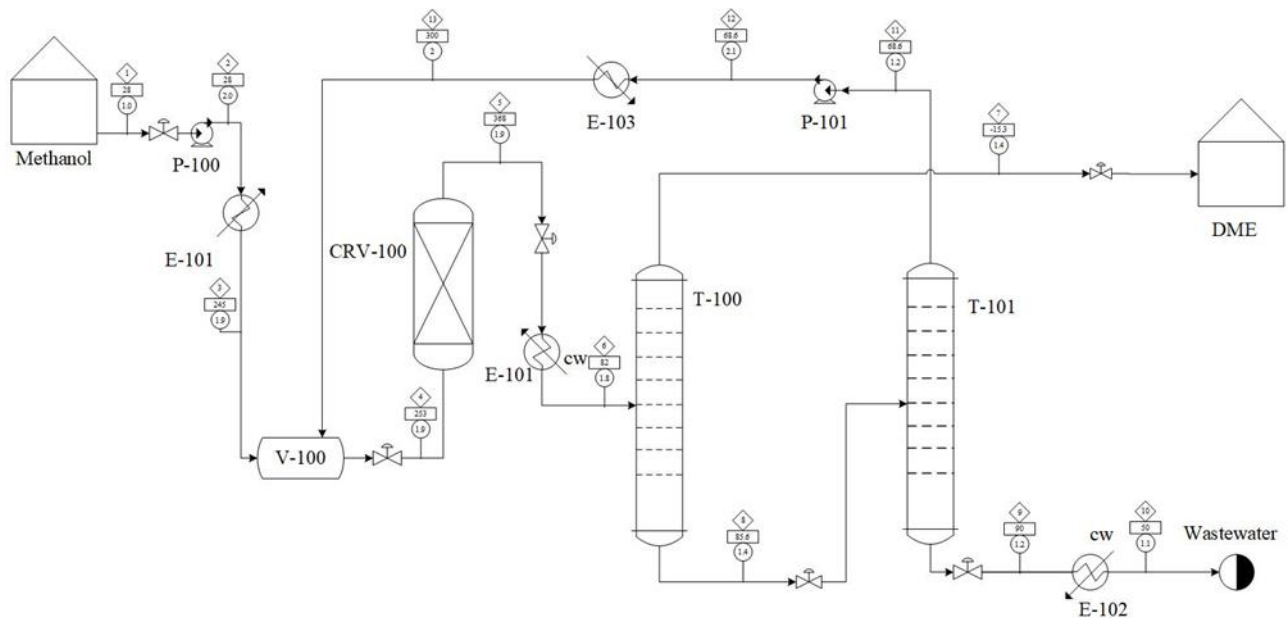 13
300
2
12
68.6
2.1
11
68.6
1.2
1
28
1.0
2
28
2.0
Methanol
P-100
E-103
P-101
5
368
1.9
7
-15.3
1.4
DME
E-101
CRV-100
T-100
T-101
3
245
1.9
E-101
cw
6
82
1.8
4
253
1.9
V-100
8
85.6
1.4
9
90
1.2
cw
10
50
1.1
Wastewater
E-102